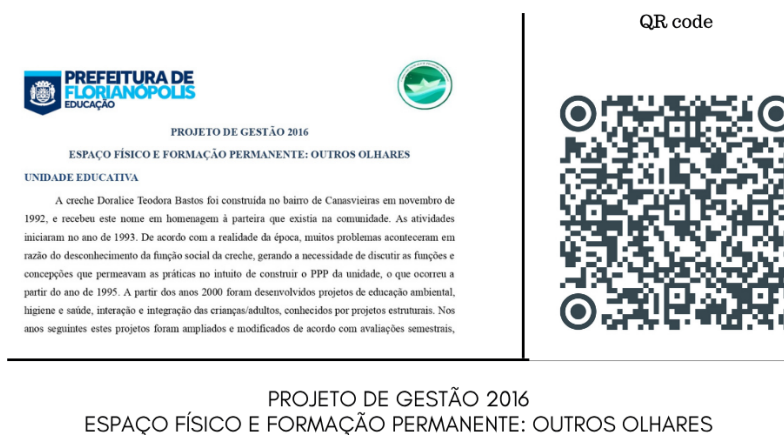 QR code
PREFEITURA DE
FLORIANÓPOLIS
EDUCAÇÃO
PROJETO DE GESTÃO 2016
ESPAÇO FÍSICO E FORMAÇÃO PERMANENTE: OUTROS OLHARES
UNIDADE EDUCATIVA
A creche Doralice Teodora Bastos foi construída no bairro de Canasvieiras em novembro de
1992, e recebeu este nome em homenagem á parteira que existia na comunidade. As atividades
iniciaram no ano de 1993. De acordo com a realidade da época, muitos problemas aconteceram em
razão do desconhecimento da função social da creche, gerando a necessidade de discutir as funções e
concepções que permeavam as práticas no intuito de construir o PPP da unidade, o que ocorreu a
partir do ano de 1995. A partir dos anos 2000 foram desenvolvidos projetos de educação ambiental,
higiene e saúde, interação e integração das crianças/adultos, conhecidos por projetos estruturais. Nos
anos seguintes estes projetos foram ampliados e modificados de acordo com avaliações semestrais,
PROJETO DE GESTÃO 2016
ESPAÇO FÍSICO E FORMAÇÃO PERMANENTE: OUTROS OLHARES